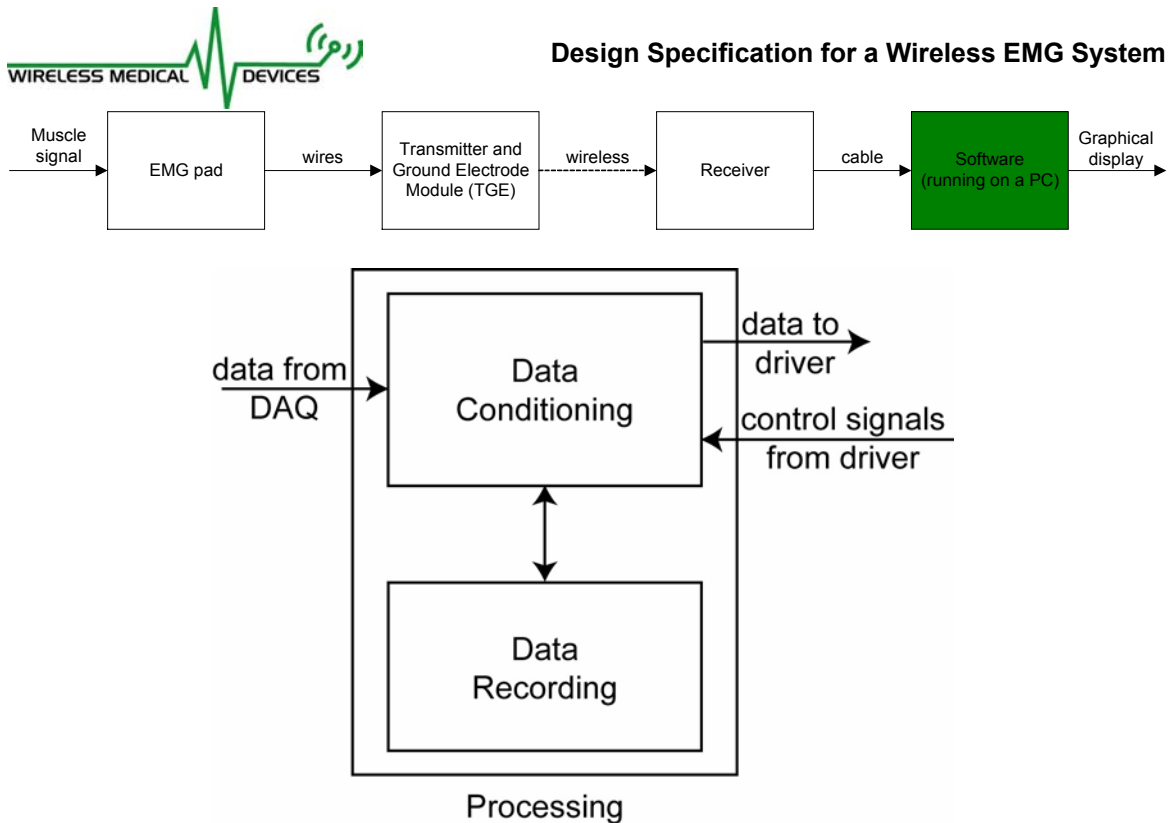 WIRELESS MEDICAL DEVICES
Design Specification for a Wireless EMG System
Muscle
signal
EMG pad
wires
Transmitter and
Ground Electrode
Module (TGE)
wireless
Receiver
cable
Software
(running on a PC)
Graphical
display
data from
DAQ
Data
Conditioning
data to
driver
control signals
from driver
Data
Recording
Processing